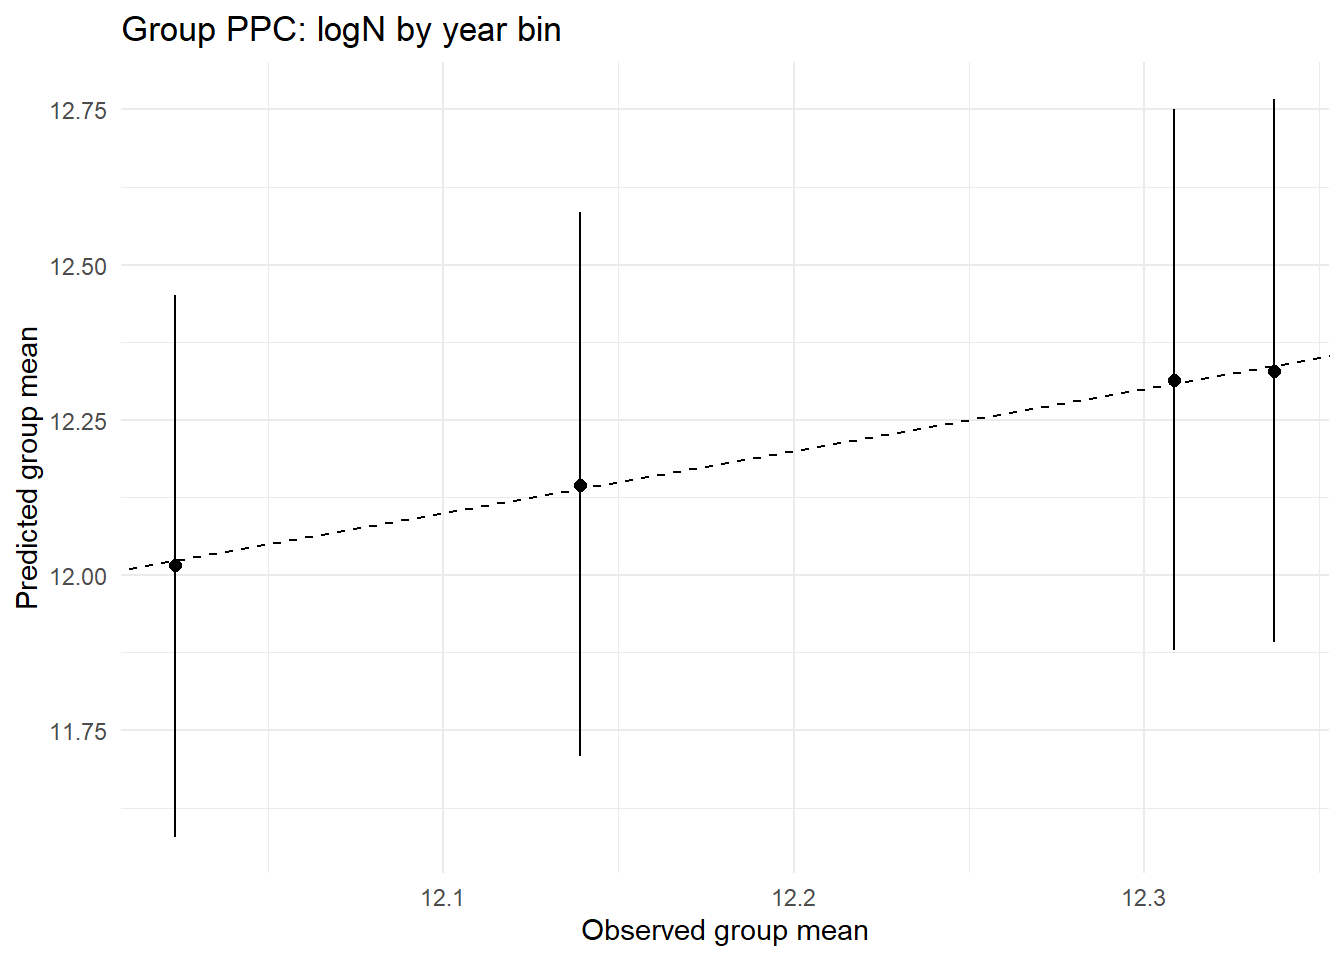 Group PPC: logN by year bin
12.75
12.50
12.25
12.00
11.75
Predicted group mean
12.1
12.2
12.3
Observed group mean